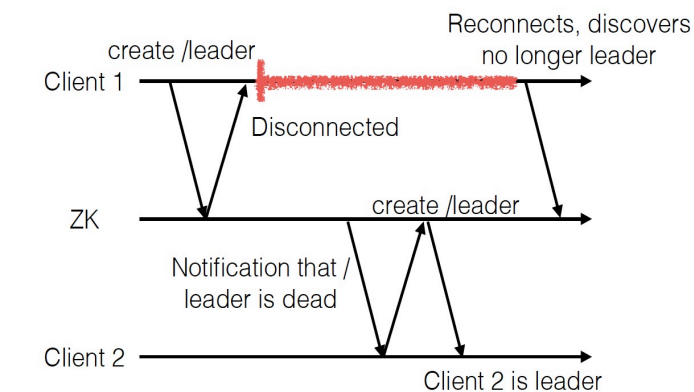 Reconnects, discovers
no longer leader
create /leader
Client 1
Disconnected
create /leader
ZK
Notification that /
leader is dead
Client 2
Client 2 is leader